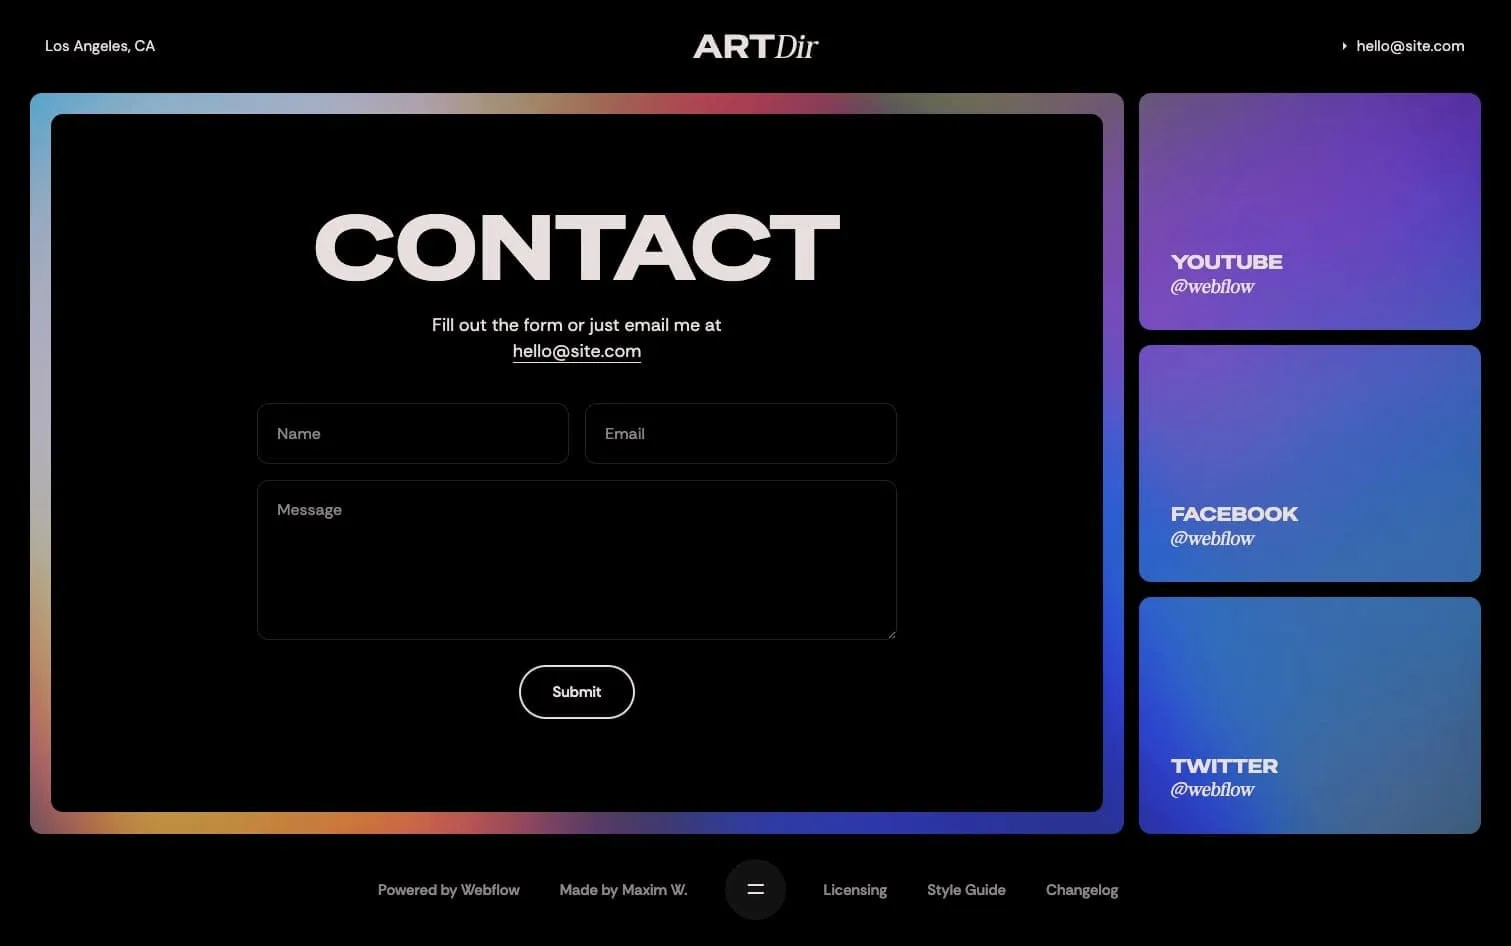 Los Angeles, CA
ARTDir
hello@site.com
CONTACT
Fill out the form or just email me at
hello@site.com
Name
Email
Message
Submit
YOUTUBE
@webflow
FACEBOOK
@webflow
TWITTER
@webflow
Powered by Webflow
Made by Maxim W.
Licensing
Style Guide
Changelog